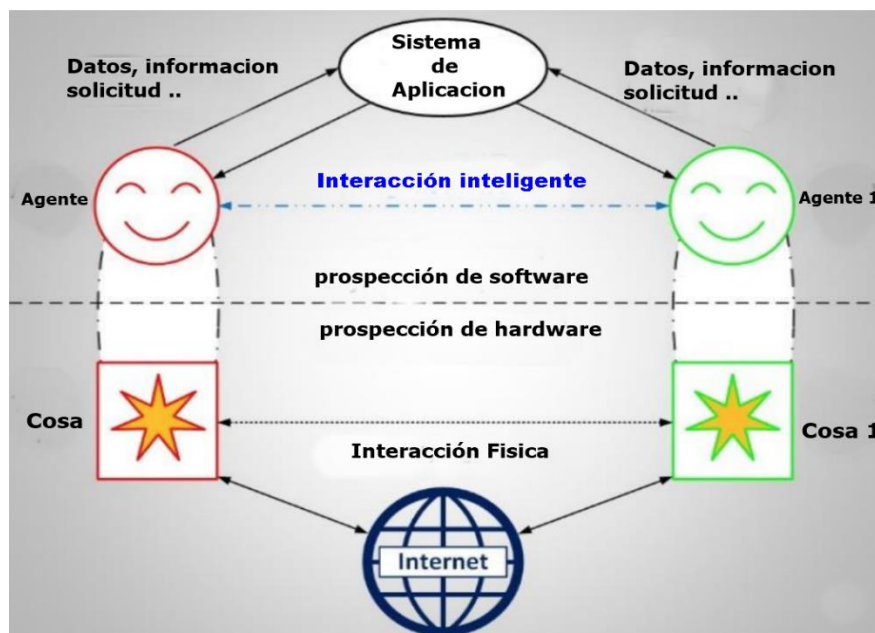 Sistema
de
Aplicacion
Datos, informacion
solicitud ..
Datos, informacion
solicitud ..
Interacción inteligente
Agente
Agente 1
prospección de software
prospección de hardware
Cosa
Cosa 1
Interacción Fisica
Internet